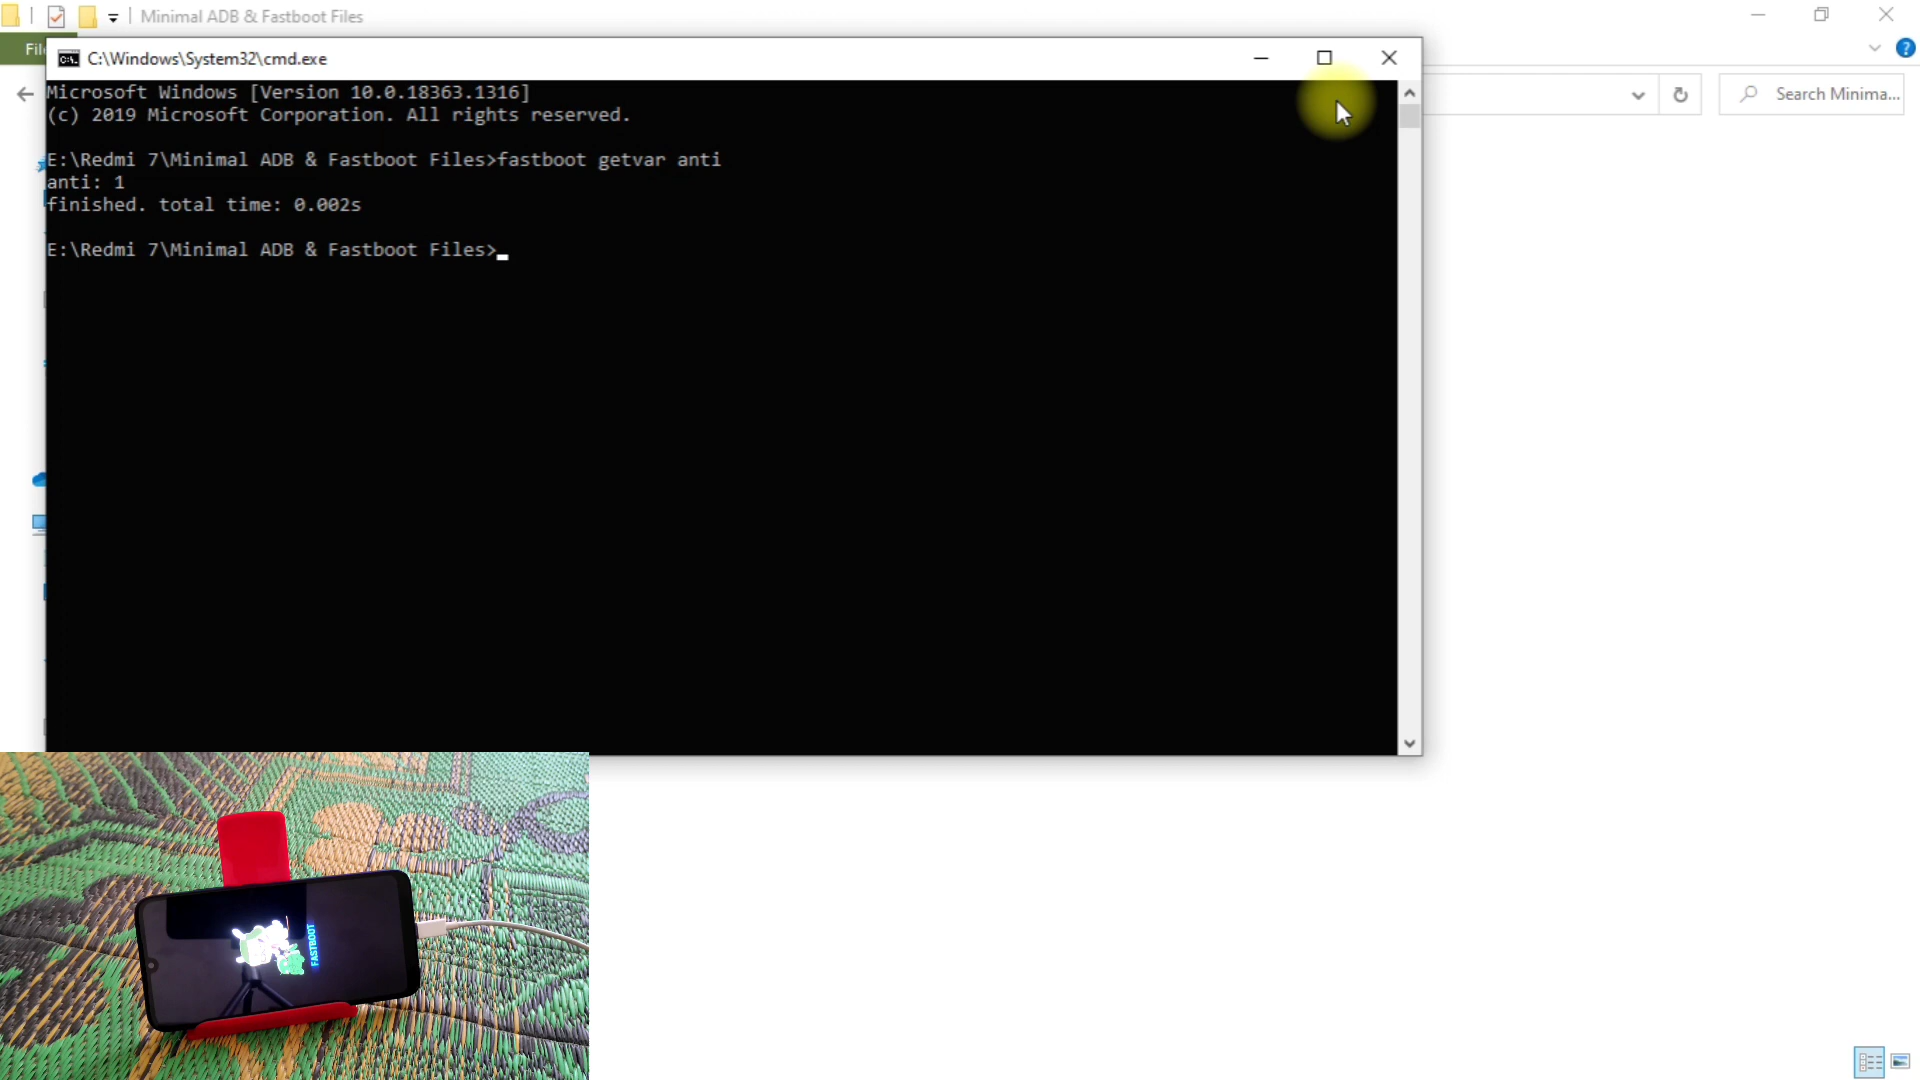 Minimal ADB & Fastboot Files
Fil
C:\Windows\System32\cmd.exe
Search Minima...
Microsoft Windows [Version 10.0.18363.1316]
(c) 2019 Microsoft Corporation. All rights reserved.
E:\Redmi 7\Minimal ADB & Fastboot Files>fastboot getvar anti
anti: 1
finished. total time: 0.002s
E:\Redmi 7\Minimal ADB & Fastboot Files>
FASTBOOT